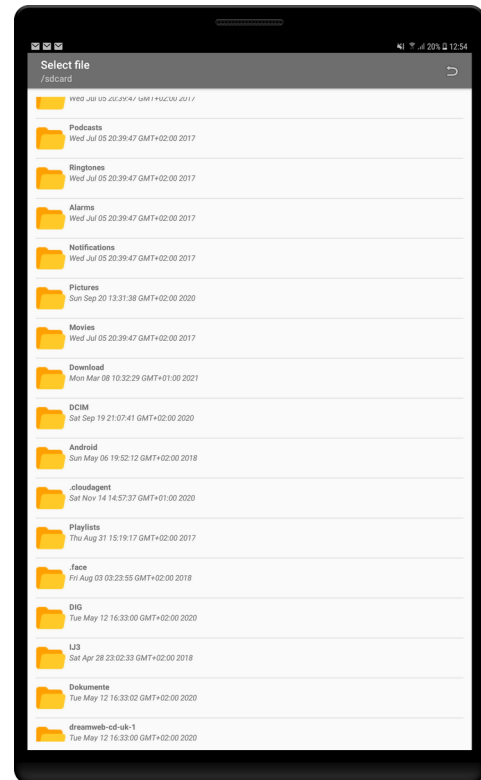 20% 12:54
Select file
/sdcard
Wed Jul 05 20:39:47 GMT+02:00 2017
Podcasts
Wed Jul 05 20:39:47 GMT+02:00 2017
Ringtones
Wed Jul 05 20:39:47 GMT+02:00 2017
Alarms
Wed Jul 05 20:39:47 GMT+02:00 2017
Notifications
Wed Jul 05 20:39:47 GMT+02:00 2017
Pictures
Sun Sep 20 13:31:38 GMT+02:00 2020
Movies
Wed Jul 05 20:39:47 GMT+02:00 2017
Download
Mon Mar 08 10:32:29 GMT+01:00 2021
DCIM
Sat Sep 19 21:07:41 GMT+02:00 2020
Android
Sun May 06 19:52:12 GMT+02:00 2018
.cloudagent
Sat Nov 14 14:57:37 GMT+01:00 2020
Playlists
Thu Aug 31 15:19:17 GMT+02:00 2017
.face
Fri Aug 03 03:23:55 GMT+02:00 2018
DIG
Tue May 12 16:33:00 GMT+02:00 2020
IJ3
Sat Apr 28 23:02:33 GMT+02:00 2018
Dokumente
Tue May 12 16:33:02 GMT+02:00 2020
dreamweb-cd-uk-1
Tue May 12 16:33:00 GMT+02:00 2020